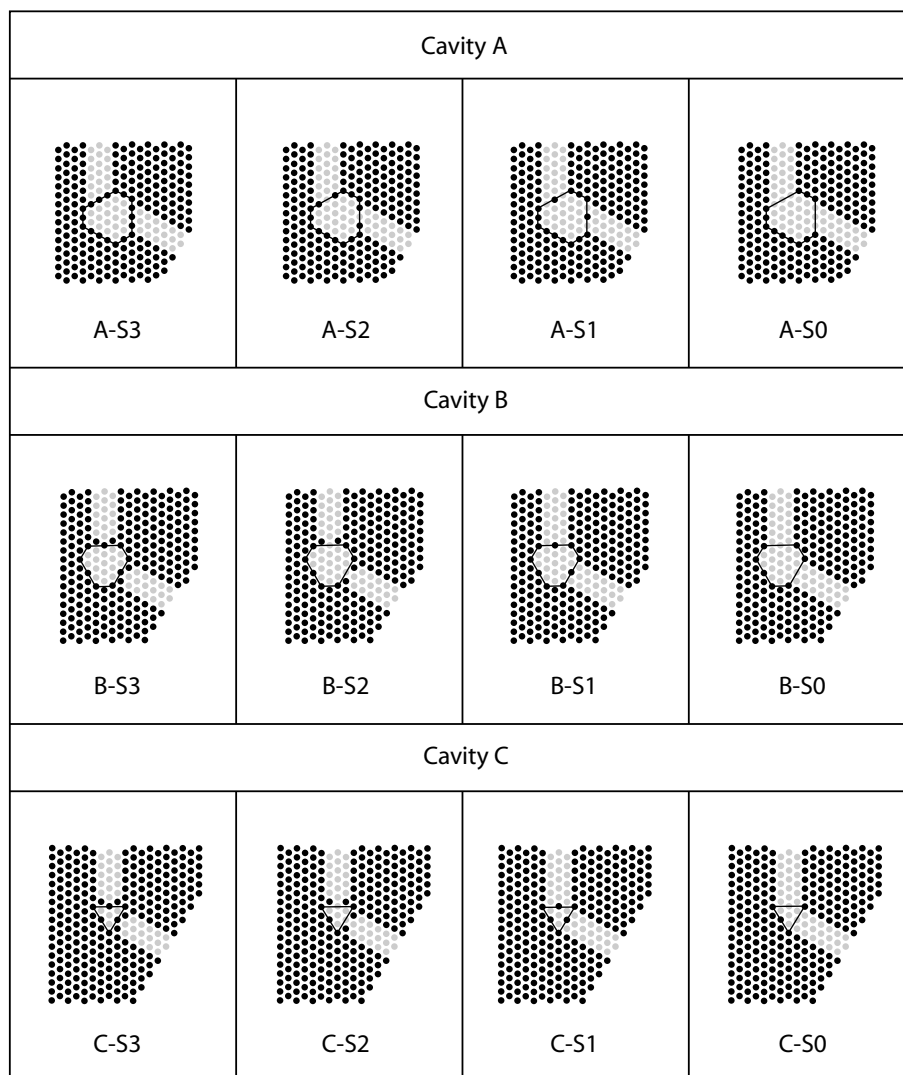 Cavity A
A-S3
A-S2
A-S1
A-S0
Cavity B
B-S3
B-S2
B-S1
B-S0
Cavity C
C-S3
C-S2
C-S1
C-S0